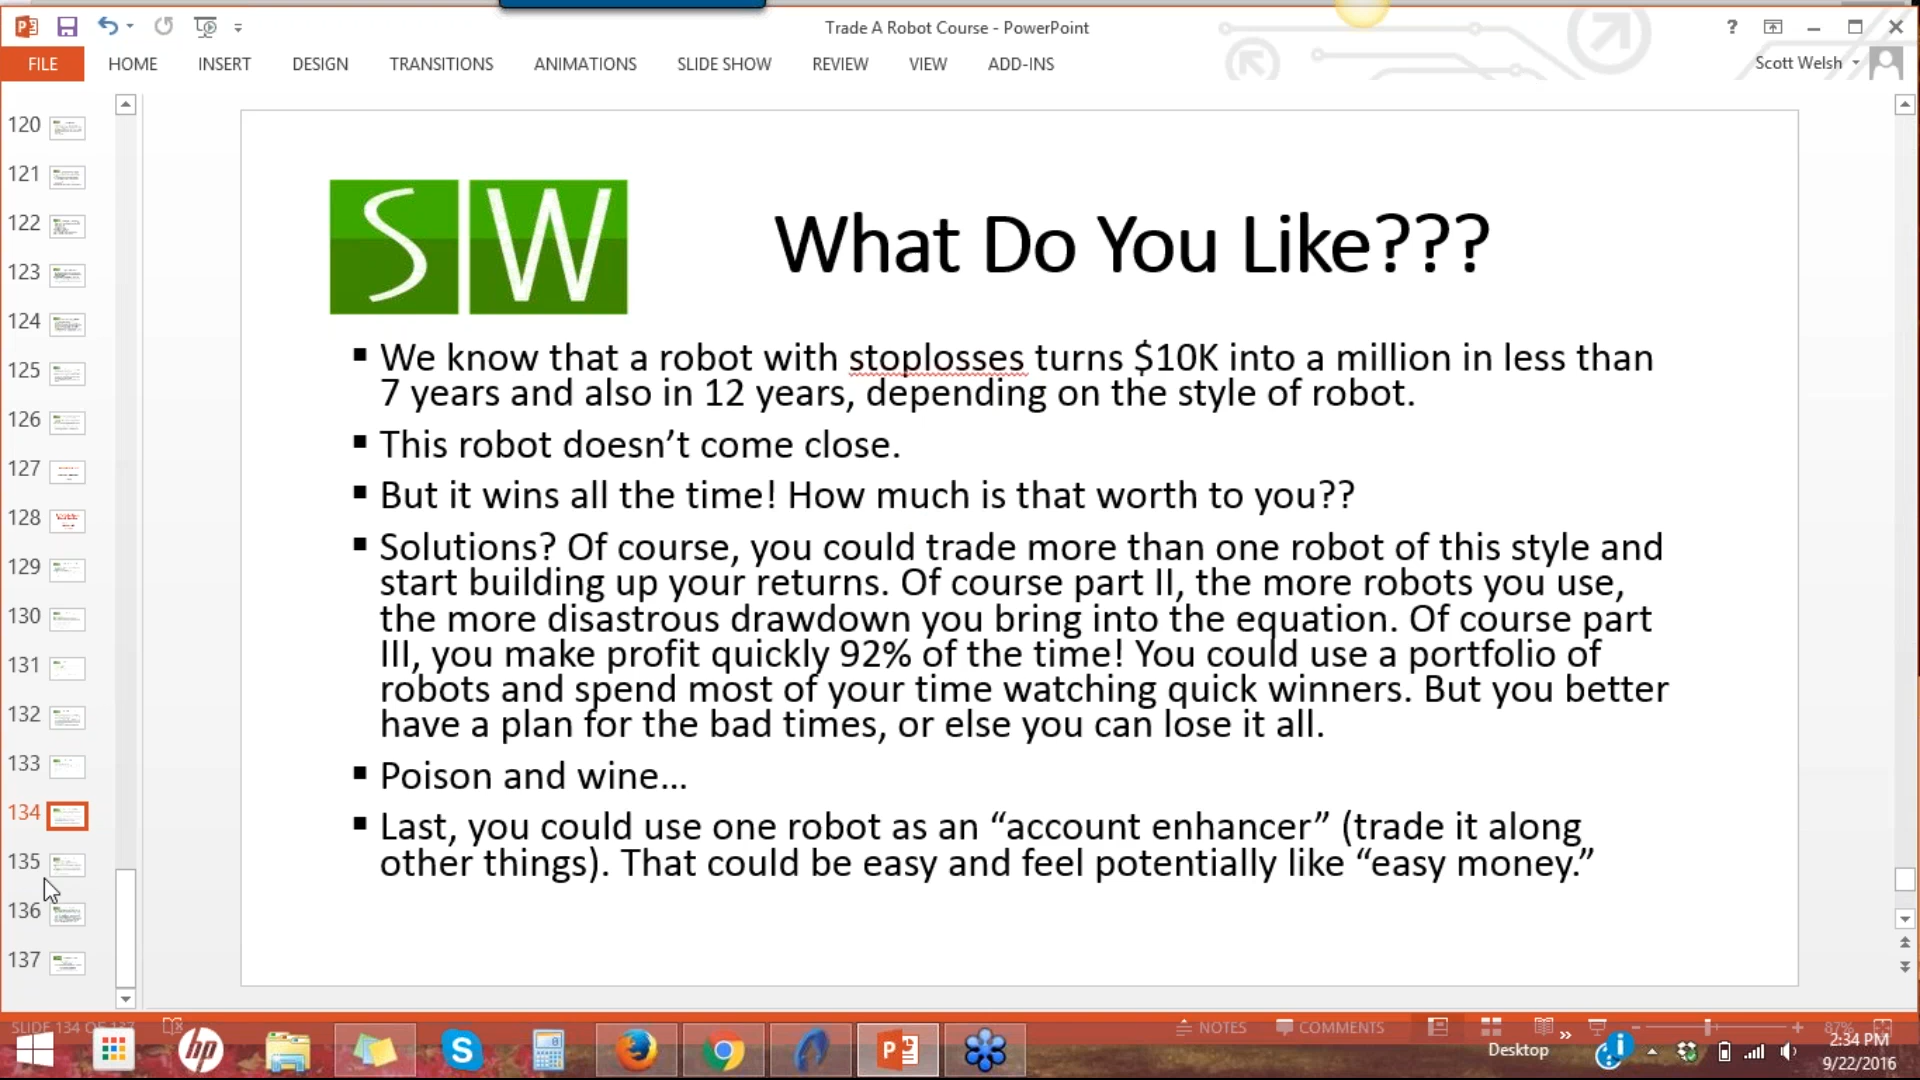 Trade A Robot Course - PowerPoint
?
FILE
HOME
INSERT
DESIGN
TRANSITIONS
ANIMATIONS
SLIDE SHOW
REVIEW
VIEW
ADD-INS
Scott Welsh
120
121
122
123
124
125
126
127
128
129
130
131
132
133
134
135
136
137
SW
What Do You Like???
▪ We know that a robot with stoplosses turns $10K into a million in less than
7 years and also in 12 years, depending on the style of robot.
▪ This robot doesn’t come close.
▪ But it wins all the time! How much is that worth to you??
▪ Solutions? Of course, you could trade more than one robot of this style and
start building up your returns. Of course part II, the more robots you use,
the more disastrous drawdown you bring into the equation. Of course part
III, you make profit quickly 92% of the time! You could use a portfolio of
robots and spend most of your time watching quick winners. But you better
have a plan for the bad times, or else you can lose it all.
▪ Poison and wine…
▪ Last, you could use one robot as an “account enhancer” (trade it along
other things). That could be easy and feel potentially like “easy money.”
SLIDE 134 OF 137
NOTES
COMMENTS
87%
hp
S
P
Desktop
2:34 PM
9/22/2016